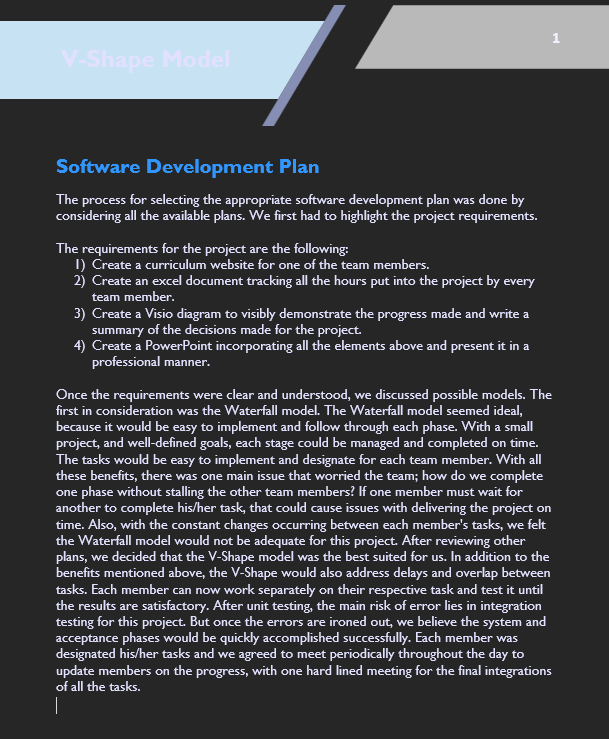 V-Shape Model
1
Software Development Plan
The process for selecting the appropriate software development plan was done by
considering all the available plans. We first had to highlight the project requirements.
The requirements for the project are the following:
1) Create a curriculum website for one of the team members.
2) Create an excel document tracking all the hours put into the project by every
team member.
3) Create a Visio diagram to visibly demonstrate the progress made and write a
summary of the decisions made for the project.
4) Create a PowerPoint incorporating all the elements above and present it in a
professional manner.
Once the requirements were clear and understood, we discussed possible models. The
first in consideration was the Waterfall model. The Waterfall model seemed ideal,
because it would be easy to implement and follow through each phase. With a small
project, and well-defined goals, each stage could be managed and completed on time.
The tasks would be easy to implement and designate for each team member. With all
these benefits, there was one main issue that worried the team; how do we complete
one phase without stalling the other team members? If one member must wait for
another to complete his/her task, that could cause issues with delivering the project on
time. Also, with the constant changes occurring between each member's tasks, we felt
the Waterfall model would not be adequate for this project. After reviewing other
plans, we decided that the V-Shape model was the best suited for us. In addition to the
benefits mentioned above, the V-Shape would also address delays and overlap between
tasks. Each member can now work separately on their respective task and test it until
the results are satisfactory. After unit testing, the main risk of error lies in integration
testing for this project. But once the errors are ironed out, we believe the system and
acceptance phases would be quickly accomplished successfully. Each member was
designated his/her tasks and we agreed to meet periodically throughout the day to
update members on the progress, with one hard lined meeting for the final integrations
of all the tasks.